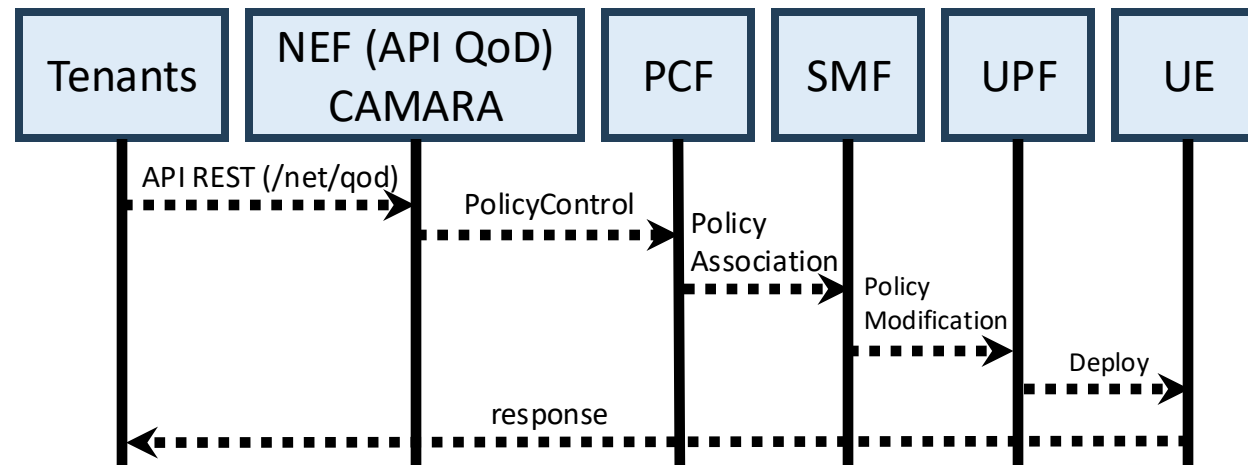 Tenants
NEF (API QoD)
CAMARA
PCF
SMF
UPF
UE
API REST (/net/qod)
PolicyControl
Policy
Association
Policy
Modification
Deploy
response